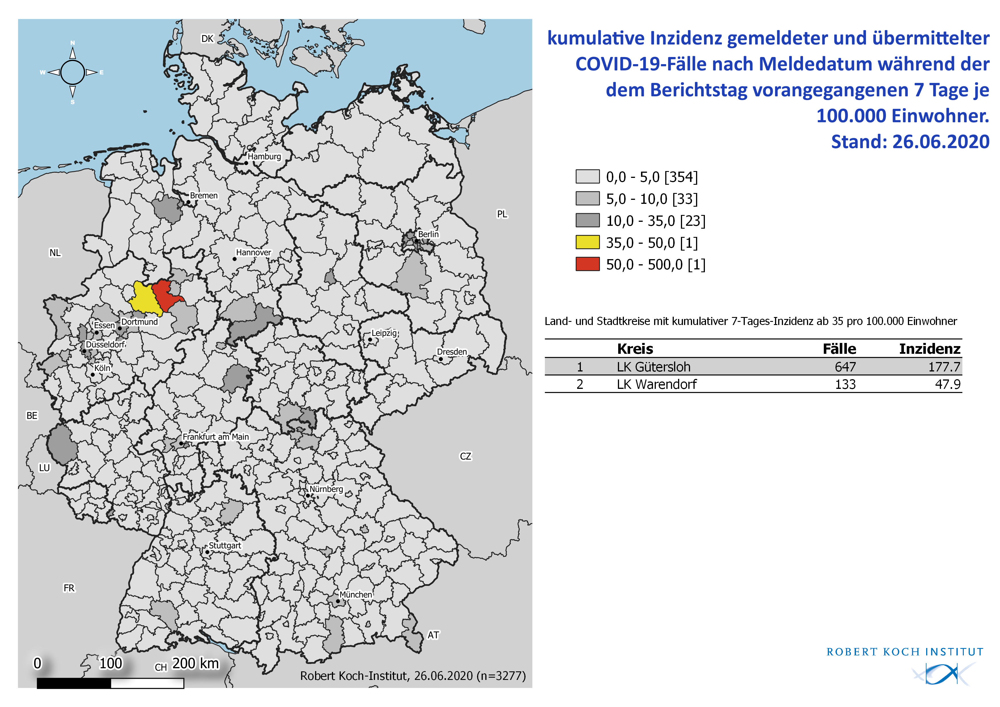 kumulative Inzidenz gemeldeter und übermittelter
COVID-19-Fälle nach Meldedatum während der
dem Berichtstag vorangegangenen 7 Tage je
100.000 Einwohner.
Stand: 26.06.2020
0,0 - 5,0 [354]
5,0 - 10,0 [33]
10,0 - 35,0 [23]
35,0 - 50,0 [1]
50,0 - 500,0 [1]
Land- und Stadtkreise mit kumulativer 7-Tages-Inzidenz ab 35 pro 100.000 Einwohner
Kreis Fälle Inzidenz
1 LK Gütersloh 647 177.7
2 LK Warendorf 133 47.9
N
W E
S
DK
Hamburg
Bremen
PL
Berlin
NL
Hannover
Essen
Dortmund
Düsseldorf
Leipzig
Dresden
Köln
BE
Frankfurt am Main
CZ
LU
Nürnberg
Stuttgart
FR
München
AT
CH
0 100 200 km
Robert Koch-Institut, 26.06.2020 (n=3277)
ROBERT KOCH INSTITUT